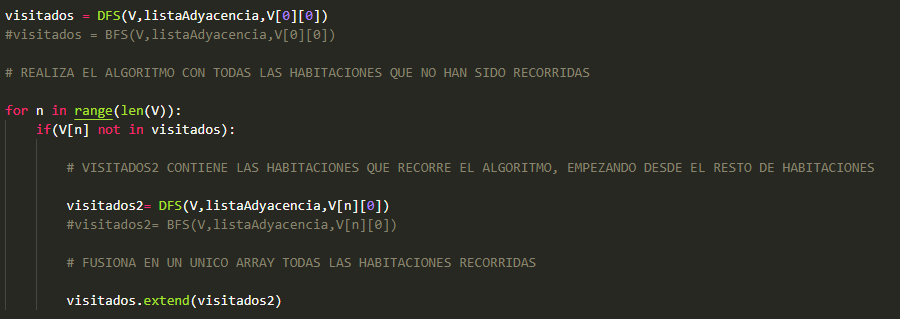 visitados = DFS(V,listaAdyacencia,V[0][0])
#visitados = BFS(V,listaAdyacencia,V[0][0])
# REALIZA EL ALGORITMO CON TODAS LAS HABITACIONES QUE NO HAN SIDO RECORRIDAS
for n in range(len(V)):
if(V[n] not in visitados):
# VISITADOS2 CONTIENE LAS HABITACIONES QUE RECORRE EL ALGORITMO, EMPEZANDO DESDE EL RESTO DE HABITACIONES
visitados2= DFS(V,listaAdyacencia,V[n][0])
#visitados2= BFS(V,listaAdyacencia,V[n][0])
# FUSIONA EN UN UNICO ARRAY TODAS LAS HABITACIONES RECORRIDAS
visitados.extend(visitados2)